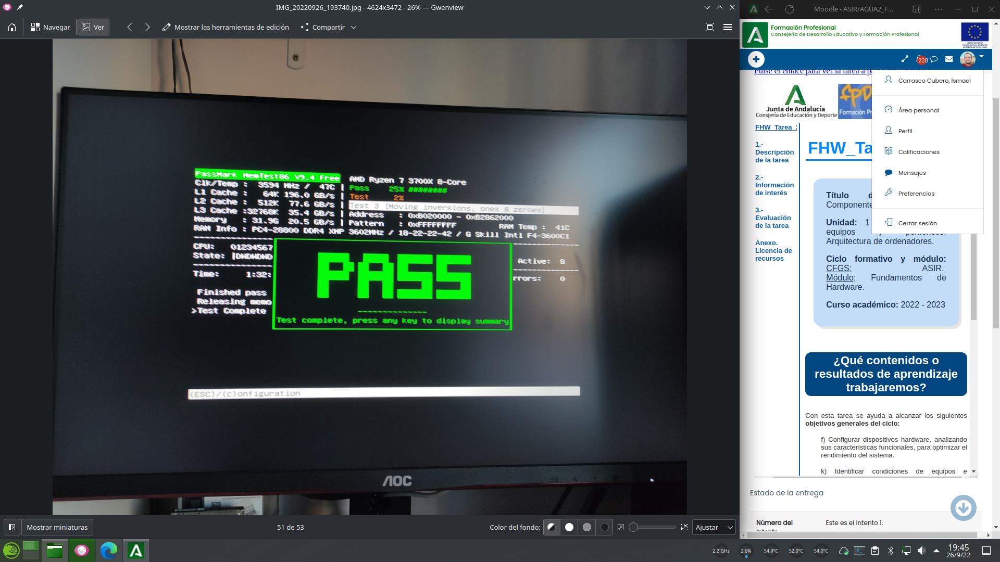 IMG_20220926_193740.jpg - 4624x3472 - 26% — Gwenview
Navegar
Ver
Mostrar las herramientas de edición
Compartir
PassMark MemTest86 V9.4 Free
AMD Ryzen 7 3700X 8-Core
Clk/Temp : 3594 MHz / 47C
Pass 25% ########
L1 Cache : 64K 196.0 GB/s
Test 2%
L2 Cache : 512K 77.6 GB/s
Test 3 [Moving inversions, ones & zeroes]
L3 Cache :32768K 35.4 GB/s
Address : 0xB020000 - 0xB2862000
Memory : 31.9G 20.5 GB/s
Pattern : 0xFFFFFFFF RAM Temp : 41C
RAM Info : PC4-28800 DDR4 XMP 3602MHz / 18-22-22-42 / G Skill Intl F4-3600C1
CPU: 01234567
State: |DWDWDWD
Active: 8
Time: 1:32:
rrors: 0
Finished pass
Releasing memo
>Test Complete
PASS
Test complete, press any key to display summary
(ESC)/(c)onfiguration
AOC
Mostrar miniaturas
51 de 53
Color del fondo:
Ajustar
Moodle - ASIR/AGUA2_F...
Formación Profesional
Consejería de Desarrollo Educativo y Formación Profesional
228
Pulse el enlace para ver la tarea a
Carrasco Cubero, Ismael
Área personal
Perfil
Calificaciones
Mensajes
Preferencias
Cerrar sesión
Junta de Andalucía
Consejería de Educación y Deporte
fpD
Formación Pr
FHW_Tarea_
1.-
Descripción
de la tarea
2.-
Información
de interés
3.-
Evaluación
de la tarea
Anexo.
Licencia de
recursos
FHW_Ta
Título d
Componente
Unidad: 1
equipos y periféricos.
Arquitectura de ordenadores.
Ciclo formativo y módulo:
CFGS: ASIR.
Módulo: Fundamentos de
Hardware.
Curso académico: 2022 - 2023
¿Qué contenidos o
resultados de aprendizaje
trabajaremos?
Con esta tarea se ayuda a alcanzar los siguientes
objetivos generales del ciclo:
f) Configurar dispositivos hardware, analizando
sus características funcionales, para optimizar el
rendimiento del sistema.
k) Identificar condiciones de equipos e
Estado de la entrega
Número del
Este es el intento 1.
intento
2,2 GHz
2,6%
54,9°C
52,0°C
54,0°C
19:45
26/9/22